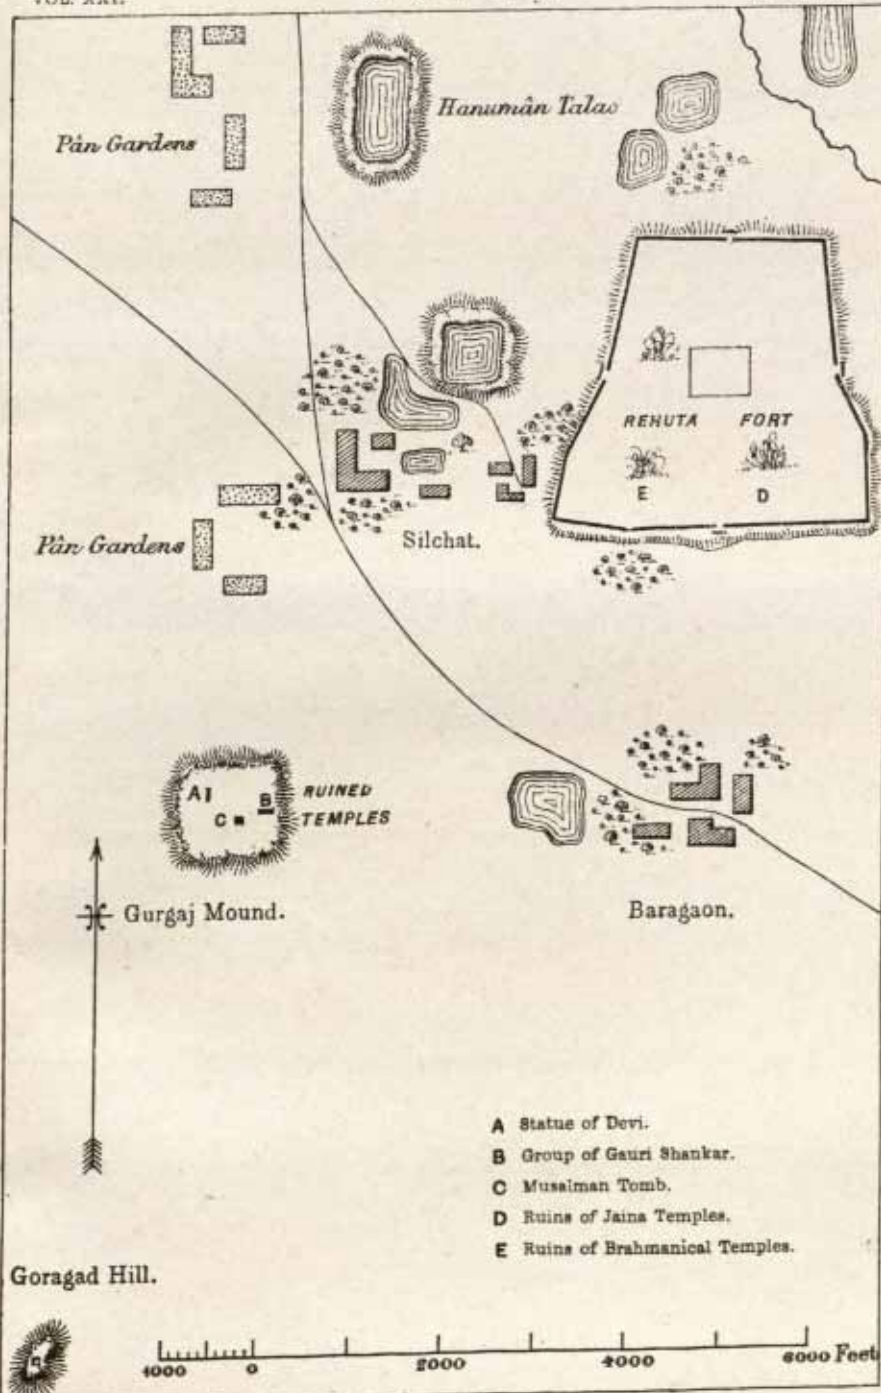 VOL. XXI.
Hanumân Talao
Pân Gardens
REHUTA FORT
E D
Silchat.
Pân Gardens
A B RUINED
C TEMPLES
Gurgaj Mound.
Baragaon.
A Statue of Devi.
B Group of Gauri Shankar.
C Musalman Tomb.
D Ruins of Jaina Temples.
E Ruins of Brahmanical Temples.
Goragad Hill.
1000 0 2000 4000 6000 Feet